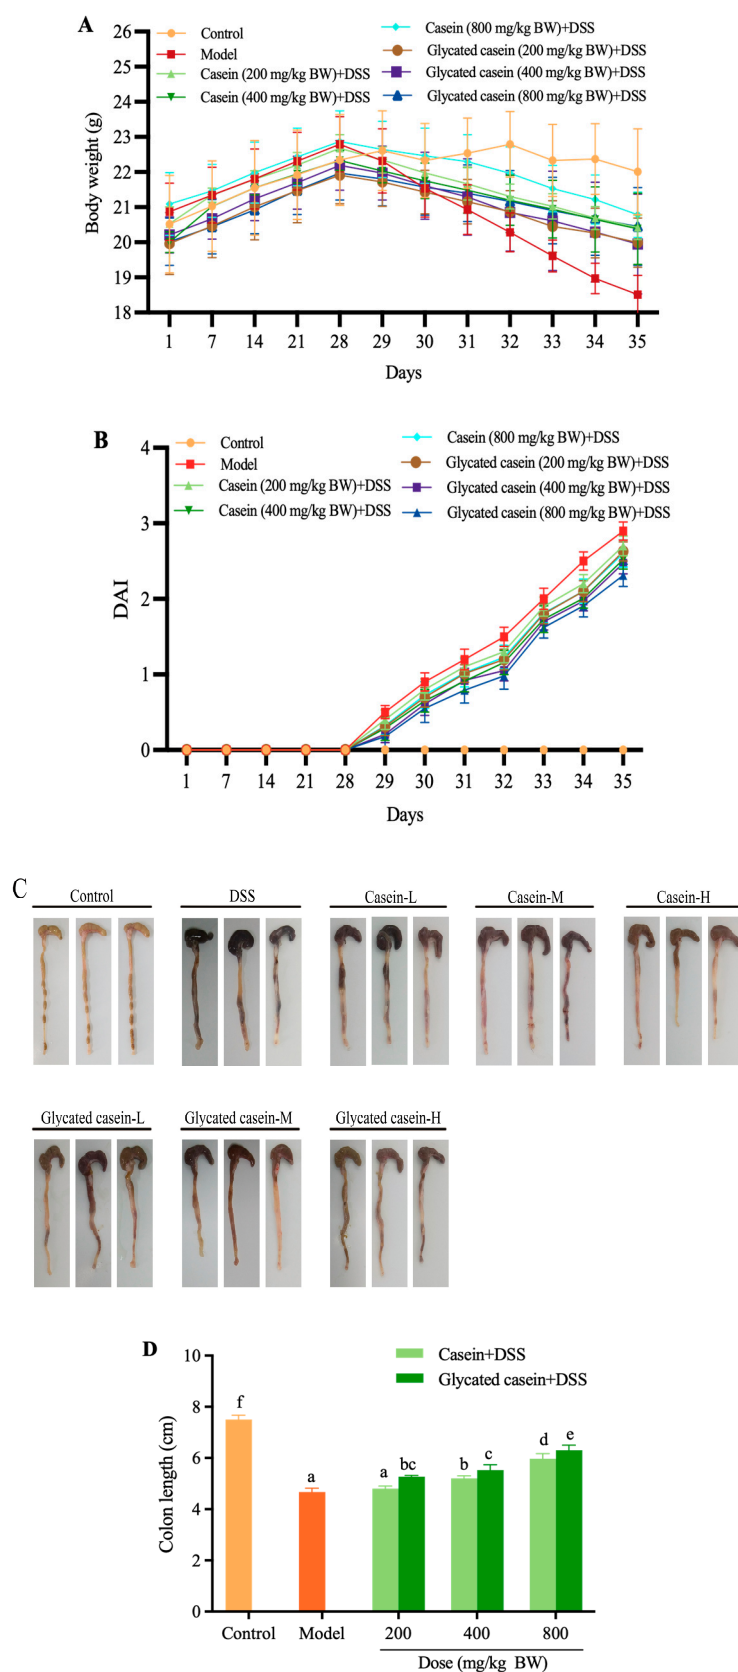 A
Control
Model
Casein (200 mg/kg BW)+DSS
Casein (400 mg/kg BW)+DSS
Casein (800 mg/kg BW)+DSS
Glycated casein (200 mg/kg BW)+DSS
Glycated casein (400 mg/kg BW)+DSS
Glycated casein (800 mg/kg BW)+DSS
Body weight (g)
26
25
24
23
22
21
20
19
18
1 7 14 21 28 29 30 31 32 33 34 35
Days
B
Control
Model
Casein (200 mg/kg BW)+DSS
Casein (400 mg/kg BW)+DSS
Casein (800 mg/kg BW)+DSS
Glycated casein (200 mg/kg BW)+DSS
Glycated casein (400 mg/kg BW)+DSS
Glycated casein (800 mg/kg BW)+DSS
DAI
4
3
2
1
0
1 7 14 21 28 29 30 31 32 33 34 35
Days
C
Control DSS Casein-L Casein-M Casein-H
Glycated casein-L Glycated casein-M Glycated casein-H
D
Casein+DSS
Glycated casein+DSS
Colon length (cm)
10
8
6
4
2
0
f a a bc b c d e
Control Model 200 400 800
Dose (mg/kg BW)